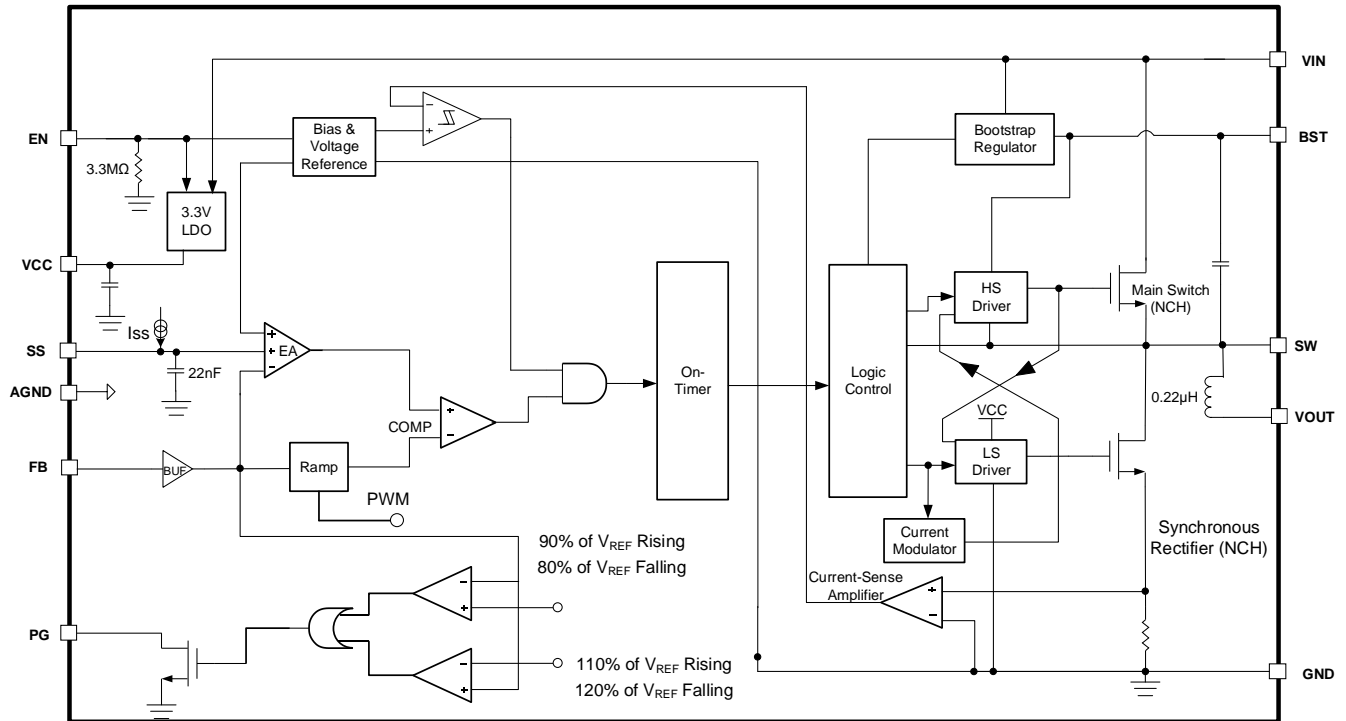 VIN
EN
Bias &
Voltage
Reference
Bootstrap
Regulator
BST
3.3MΩ
3.3V
LDO
VCC
HS
Driver
Main Switch
(NCH)
Iss
SS
EA
22nF
On-
Timer
Logic
Control
SW
AGND
0.22µH
VCC
VOUT
COMP
LS
Driver
FB
BUF
Ramp
PWM
Current
Modulator
Synchronous
Rectifier (NCH)
90% of VREF Rising
80% of VREF Falling
Current-Sense
Amplifier
PG
110% of VREF Rising
120% of VREF Falling
GND